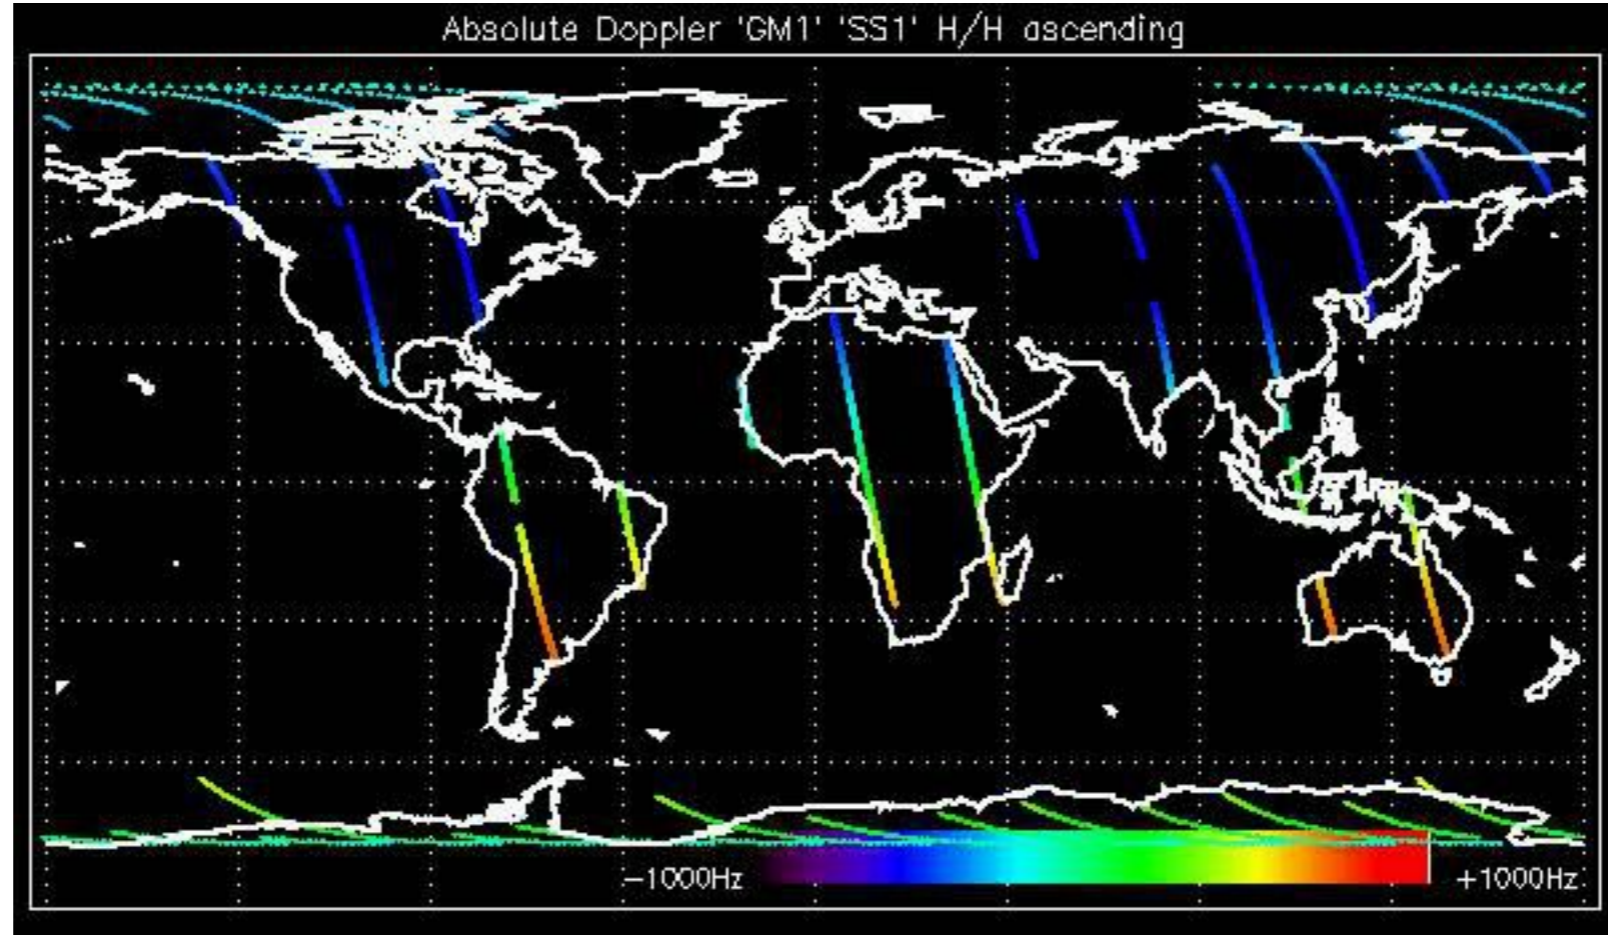 Absolute Doppler 'GM1' 'SS1' H/H ascending
−1000Hz
+1000Hz